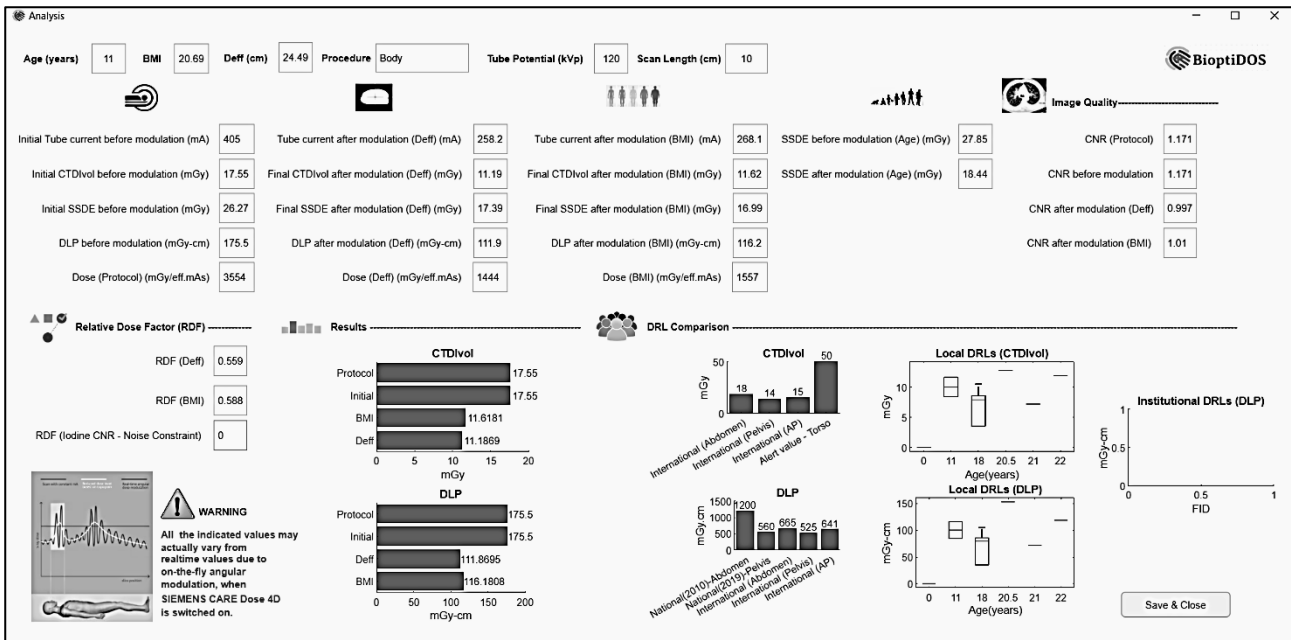 Analysis
Age (years) 11 BMI 20.69 Deff (cm) 24.49 Procedure Body Tube Potential (kVp) 120 Scan Length (cm) 10
BioptiDOS
Image Quality
Initial Tube current before modulation (mA) 405 Tube current after modulation (Deff) (mA) 258.2 Tube current after modulation (BMI) (mA) 268.1 SSDE before modulation (Age) (mGy) 27.85 CNR (Protocol) 1.171
Initial CTDIvol before modulation (mGy) 17.55 Final CTDIvol after modulation (Deff) (mGy) 11.19 Final CTDIvol after modulation (BMI) (mGy) 11.62 SSDE after modulation (Age) (mGy) 18.44 CNR before modulation 1.171
Initial SSDE before modulation (mGy) 26.27 Final SSDE after modulation (Deff) (mGy) 17.39 Final SSDE after modulation (BMI) (mGy) 16.99 CNR after modulation (Deff) 0.997
DLP before modulation (mGy-cm) 175.5 DLP after modulation (Deff) (mGy-cm) 111.9 DLP after modulation (BMI) (mGy-cm) 116.2 CNR after modulation (BMI) 1.01
Dose (Protocol) (mGy/eff.mAs) 3554 Dose (Deff) (mGy/eff.mAs) 1444 Dose (BMI) (mGy/eff.mAs) 1557
Relative Dose Factor (RDF)
RDF (Deff) 0.559
RDF (BMI) 0.588
RDF (Iodine CNR - Noise Constraint) 0
WARNING
All the indicated values may
actually vary from
realtime values due to
on-the-fly angular
modulation, when
SIEMENS CARE Dose 4D
is switched on.
Results
CTDIvol
Protocol 17.55
Initial 17.55
BMI 11.6181
Deff 11.1869
0 5 10 15 20
mGy
DLP
Protocol 175.5
Initial 175.5
Deff 111.8695
BMI 116.1808
0 50 100 150 200
mGy-cm
DRL Comparison
CTDIvol
50
0
mGy
18 14 15 50
International (Abdomen)
International (Pelvis)
International (AP)
Alert value - Torso
DLP
1500
1000
500
0
mGy.cm
1200 560 665 525 641
National(2010)-Abdomen
National(2019)-Pelvis
International (Abdomen)
International (Pelvis)
International (AP)
Local DRLs (CTDIvol)
10
5
0
mGy
0 11 18 20.5 21 22
Age(years)
Local DRLs (DLP)
150
100
50
0
mGy-cm
0 11 18 20.5 21 22
Age(years)
Institutional DRLs (DLP)
1
0
mGy-cm
0 1
FID
Save & Close